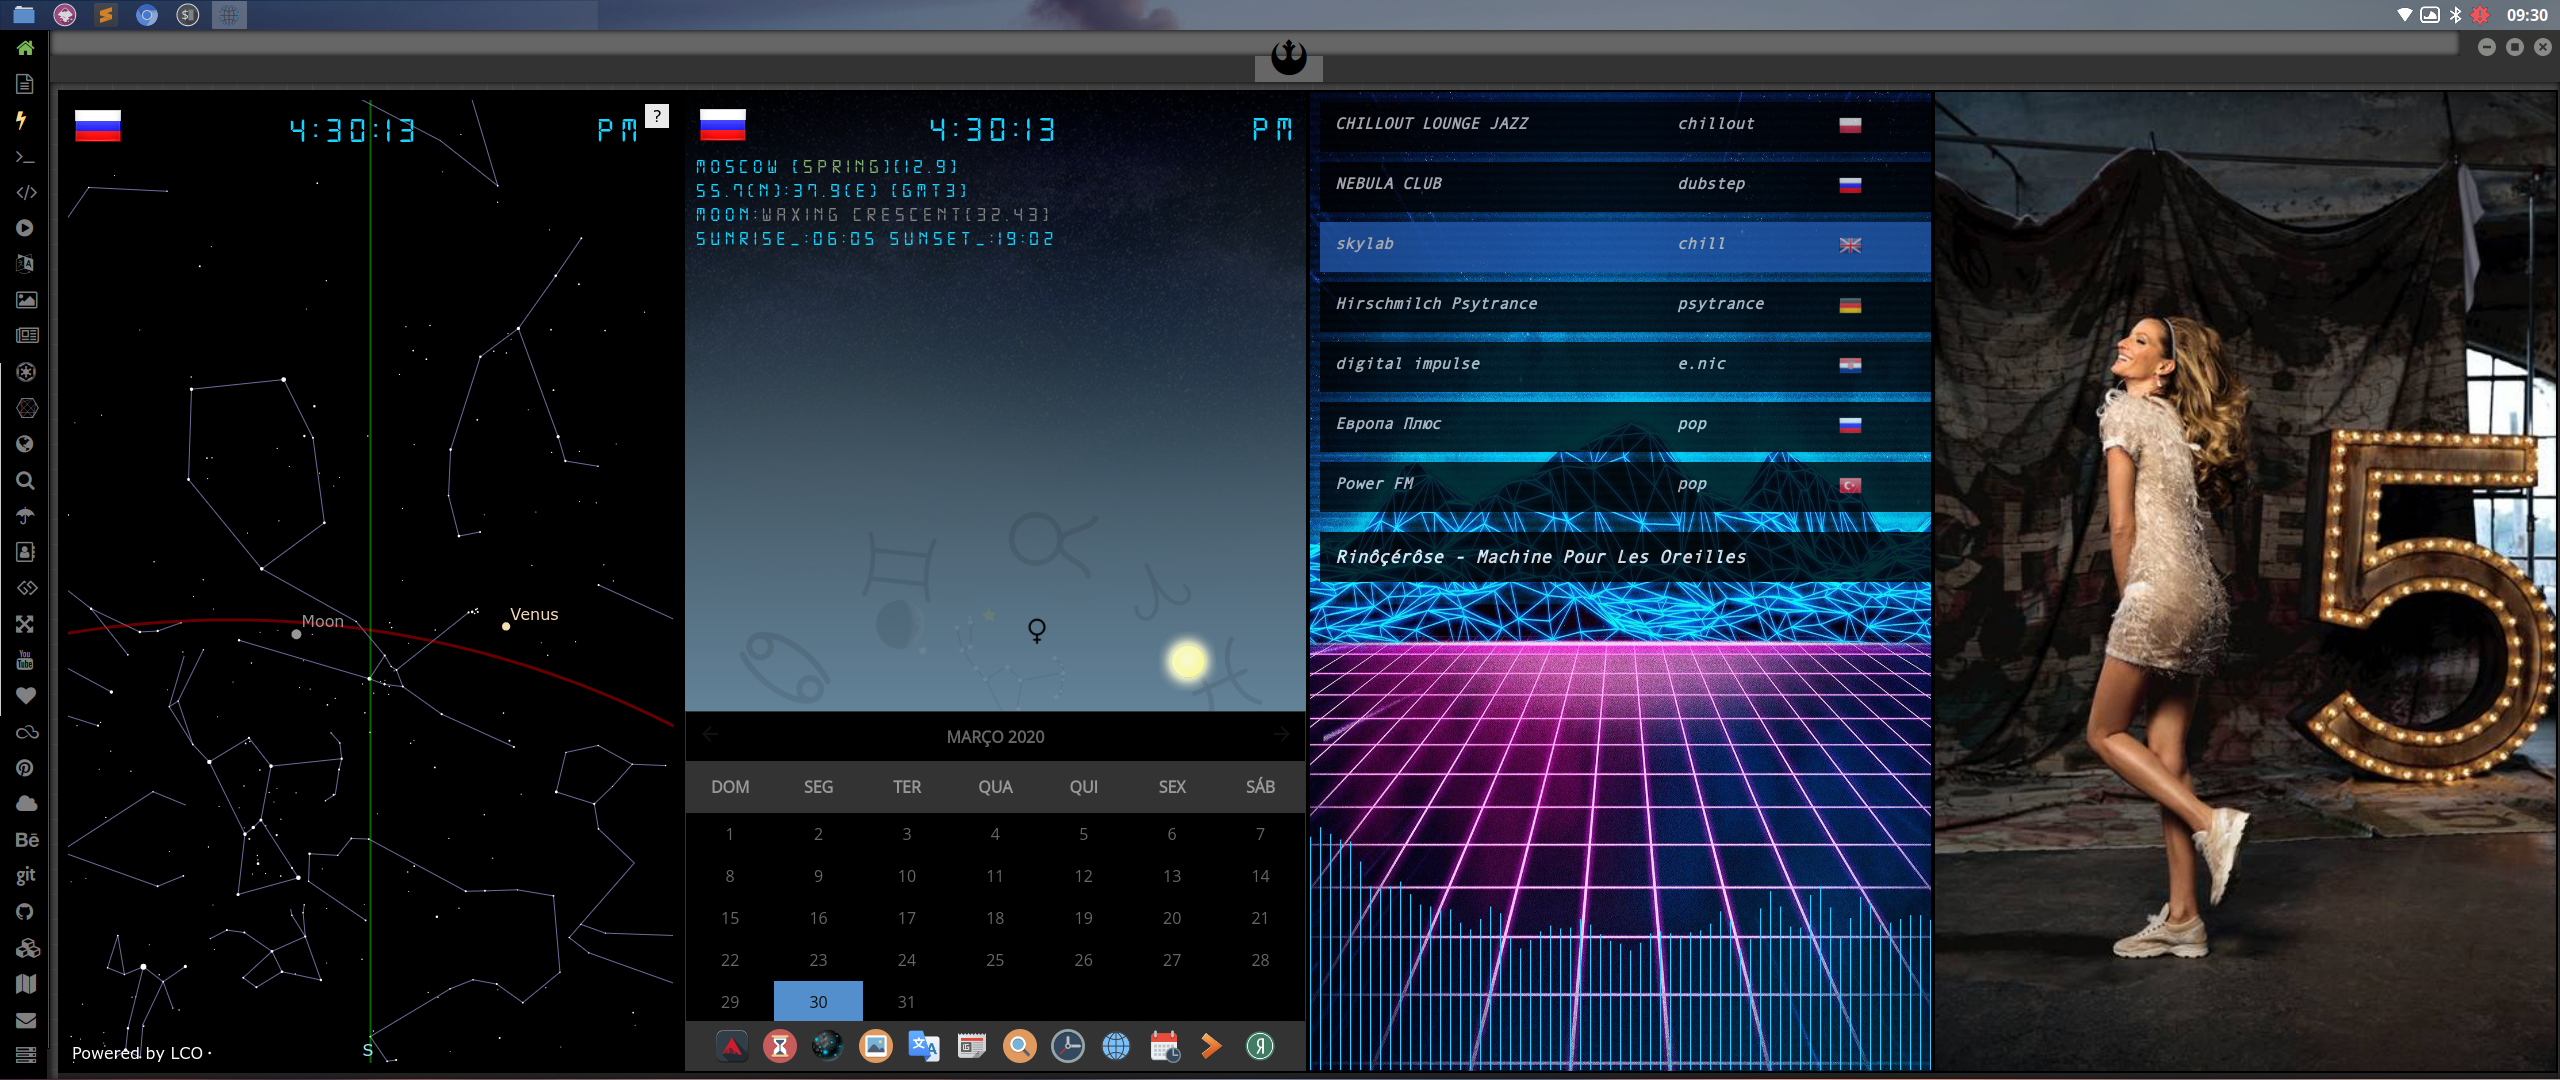 09:30
4:30:13 PM ?
Moon
Venus
Powered by LCO
S
4:30:13 PM
MOSCOW [SPRING][12.9]
55.7(N):37.9(E) [GMT3]
MOON:WAXING CRESCENT[32.43]
SUNRISE_:06:05 SUNSET_:19:02
MARÇO 2020
DOM SEG TER QUA QUI SEX SÁB
1 2 3 4 5 6 7
8 9 10 11 12 13 14
15 16 17 18 19 20 21
22 23 24 25 26 27 28
29 30 31
CHILLOUT LOUNGE JAZZ chillout
NEBULA CLUB dubstep
skylab chill
Hirschmilch Psytrance psytrance
digital impulse e.nic
Европа Плюс pop
Power FM pop
Rinôçérôse - Machine Pour Les Oreilles
5
You
Tube
Bē
git